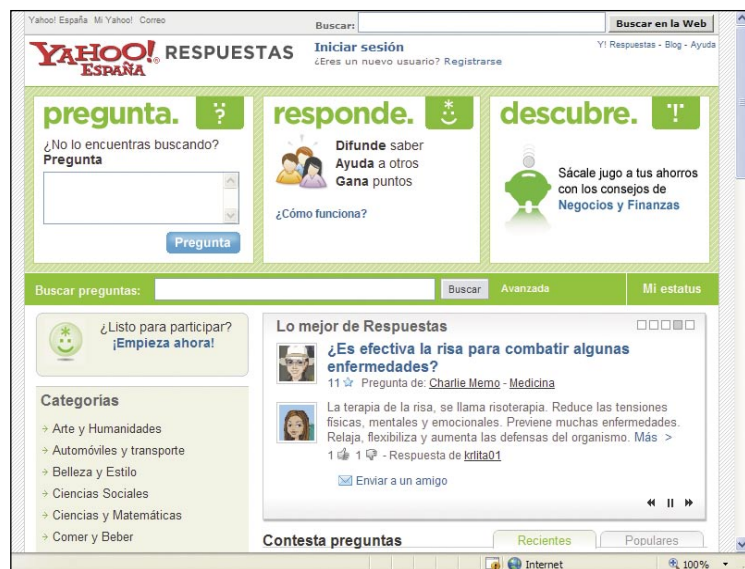 Yahoo! España Mi Yahoo! Correo
Buscar:
Buscar en la Web
YAHOO! ESPAÑA RESPUESTAS
Iniciar sesión
¿Eres un nuevo usuario? Registrarse
Y! Respuestas - Blog - Ayuda
pregunta.
¿No lo encuentras buscando?
Pregunta
Pregunta
responde.
Difunde saber
Ayuda a otros
Gana puntos
¿Cómo funciona?
descubre.
Sácale jugo a tus ahorros
con los consejos de
Negocios y Finanzas
Buscar preguntas:
Buscar
Avanzada
Mi estatus
¿Listo para participar?
¡Empieza ahora!
Categorías
Arte y Humanidades
Automóviles y transporte
Belleza y Estilo
Ciencias Sociales
Ciencias y Matemáticas
Comer y Beber
Lo mejor de Respuestas
¿Es efectiva la risa para combatir algunas
enfermedades?
11 Pregunta de: Charlie Memo - Medicina
La terapia de la risa, se llama risoterapia. Reduce las tensiones
físicas, mentales y emocionales. Previene muchas enfermedades.
Relaja, flexibiliza y aumenta las defensas del organismo. Más >
1 1 - Respuesta de krlita01
Enviar a un amigo
Contesta preguntas
Recientes
Populares
Internet
100%